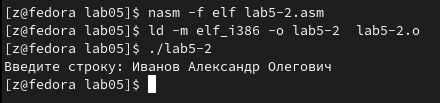 [z@fedora lab05]$ nasm -f elf lab5-2.asm
[z@fedora lab05]$ ld -m elf_i386 -o lab5-2  lab5-2.o
[z@fedora lab05]$ ./lab5-2
Введите строку: Иванов Александр Олегович
[z@fedora lab05]$